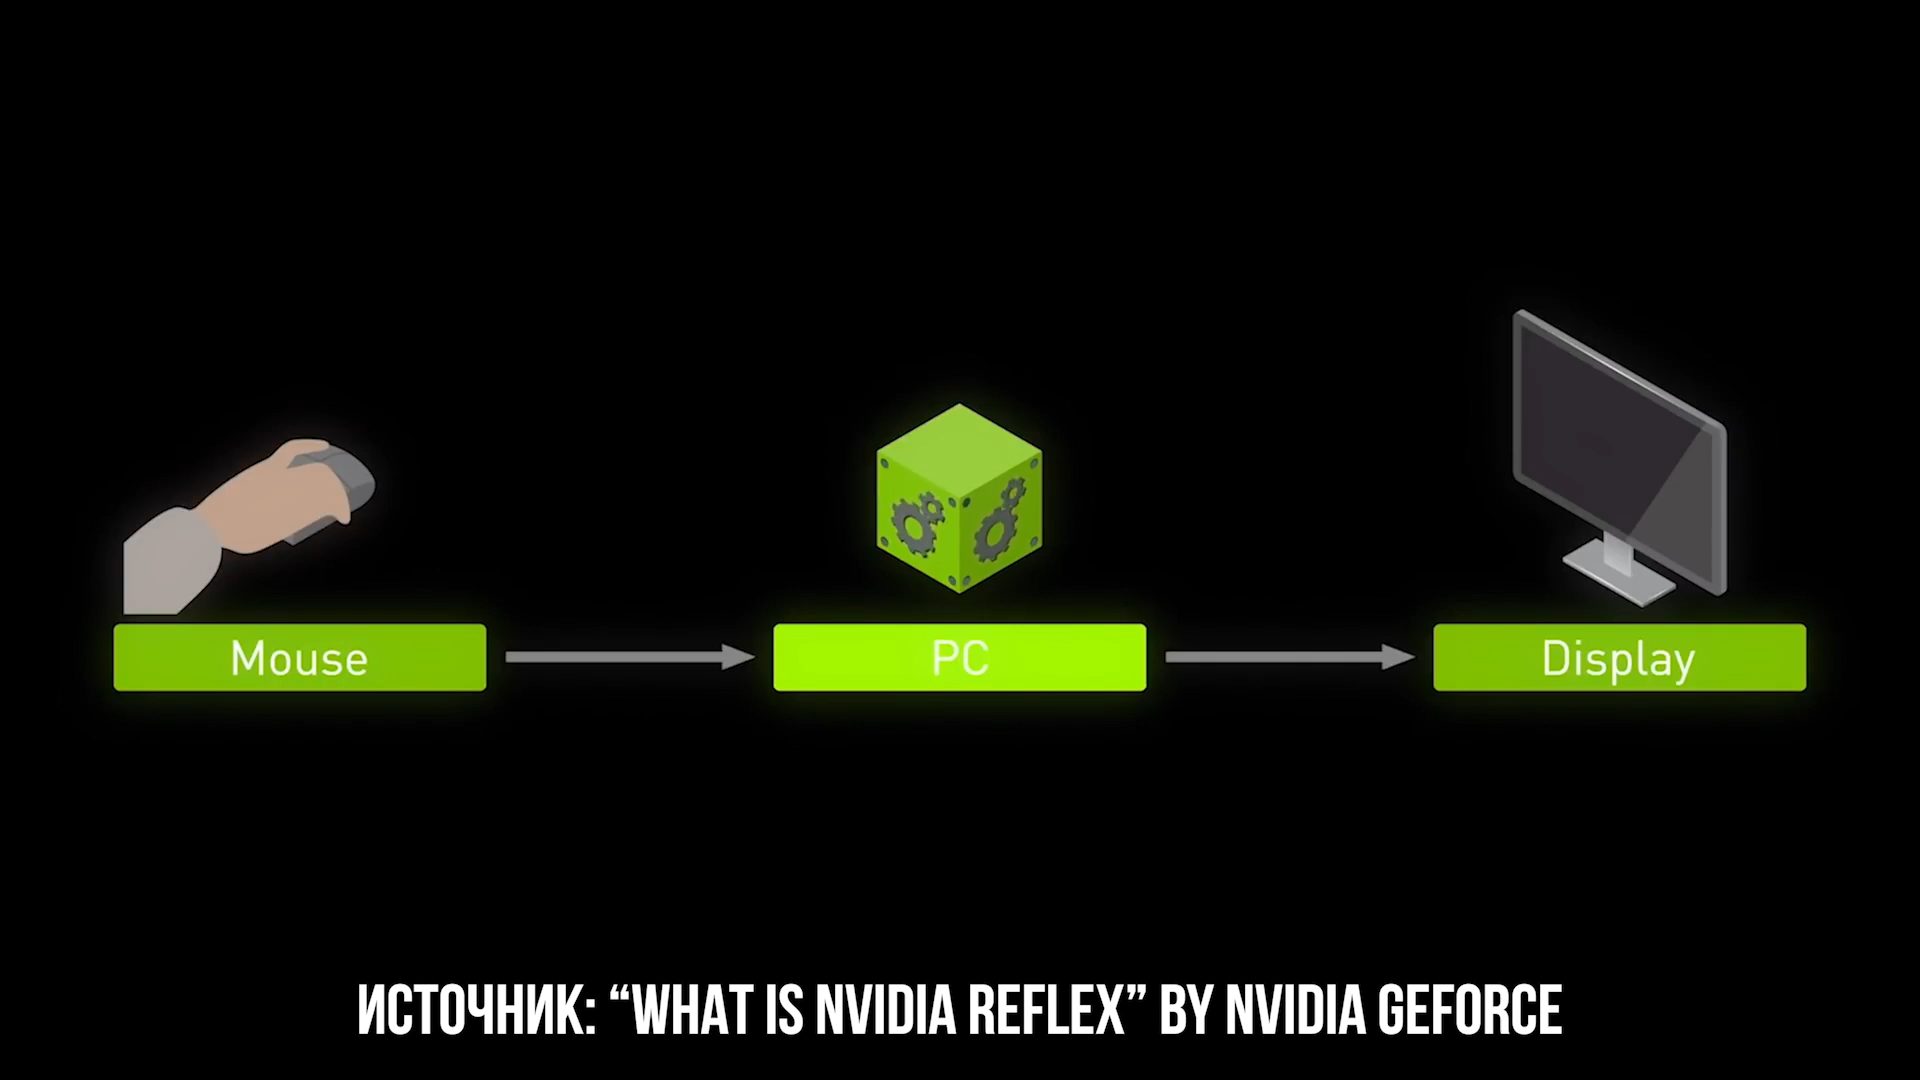 Mouse
PC
Display
ИСТОЧНИК: “WHAT IS NVIDIA REFLEX” BY NVIDIA GEFORCE